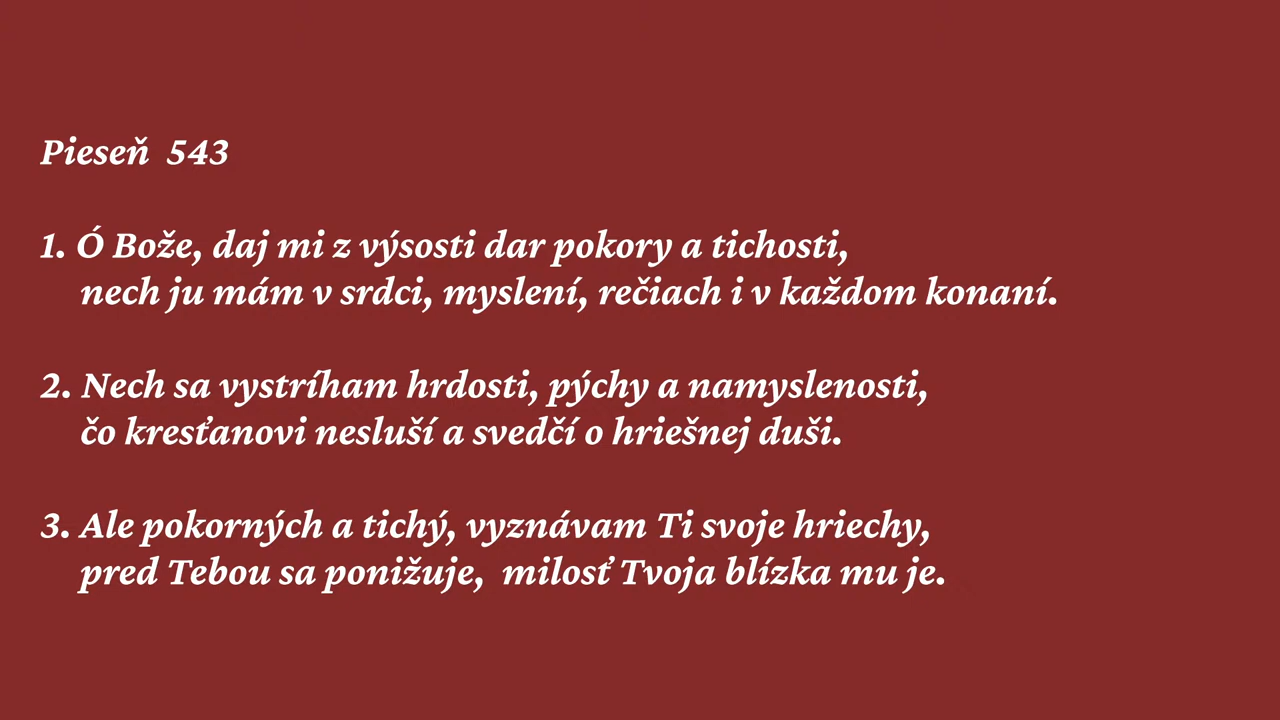 Pieseň 543
1. Ó Bože, daj mi z výsosti dar pokory a tichosti,
nech ju mám v srdci, myslení, rečiach i v každom konaní.
2. Nech sa vystríham hrdosti, pýchy a namyslenosti,
čo kresťanovi nesluší a svedčí o hriešnej duši.
3. Ale pokorných a tichý, vyznávam Ti svoje hriechy,
pred Tebou sa ponižuje, milosť Tvoja blízka mu je.